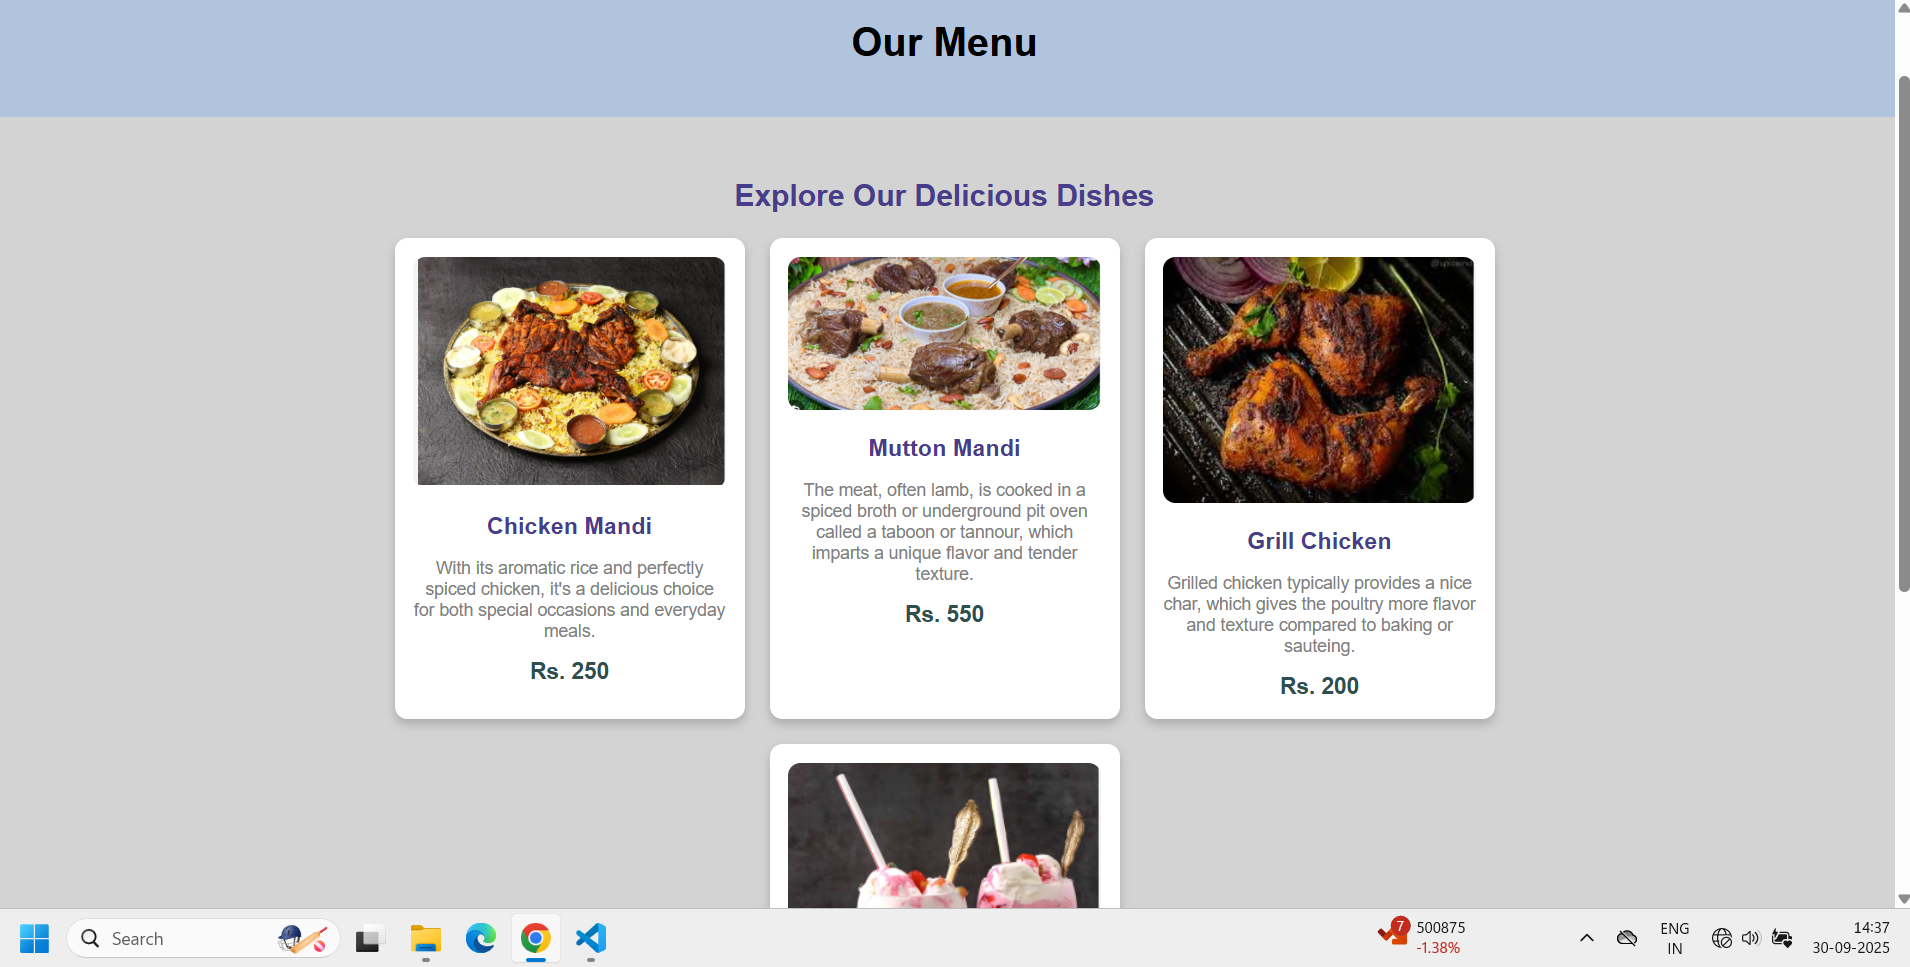 Our Menu
Explore Our Delicious Dishes
Chicken Mandi
With its aromatic rice and perfectly
spiced chicken, it's a delicious choice
for both special occasions and everyday
meals.
Rs. 250
Mutton Mandi
The meat, often lamb, is cooked in a
spiced broth or underground pit oven
called a taboon or tannour, which
imparts a unique flavor and tender
texture.
Rs. 550
Grill Chicken
Grilled chicken typically provides a nice
char, which gives the poultry more flavor
and texture compared to baking or
sauteing.
Rs. 200
Search
7
500875
-1.38%
ENG
IN
14:37
30-09-2025